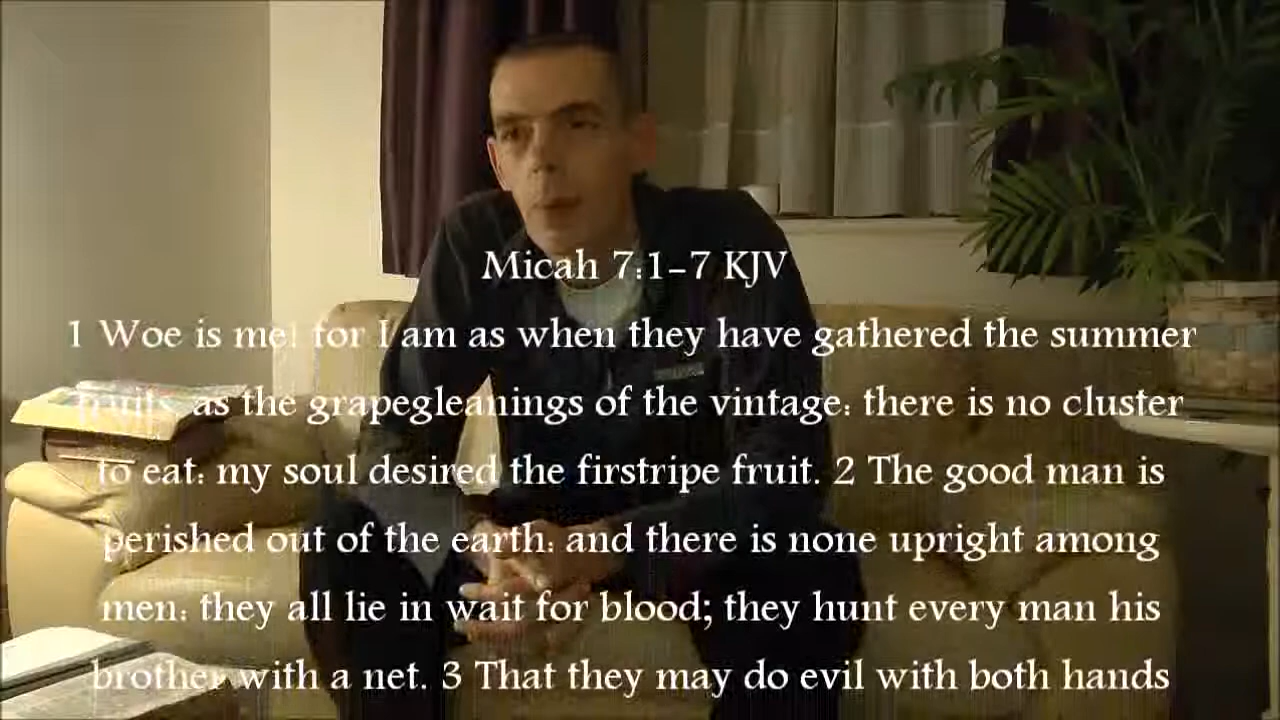 Micah 7:1-7 KJV
1 Woe is me! for I am as when they have gathered the summer
fruits, as the grapegleanings of the vintage: there is no cluster
to eat: my soul desired the firstripe fruit. 2 The good man is
perished out of the earth: and there is none upright among
men: they all lie in wait for blood; they hunt every man his
brother with a net. 3 That they may do evil with both hands